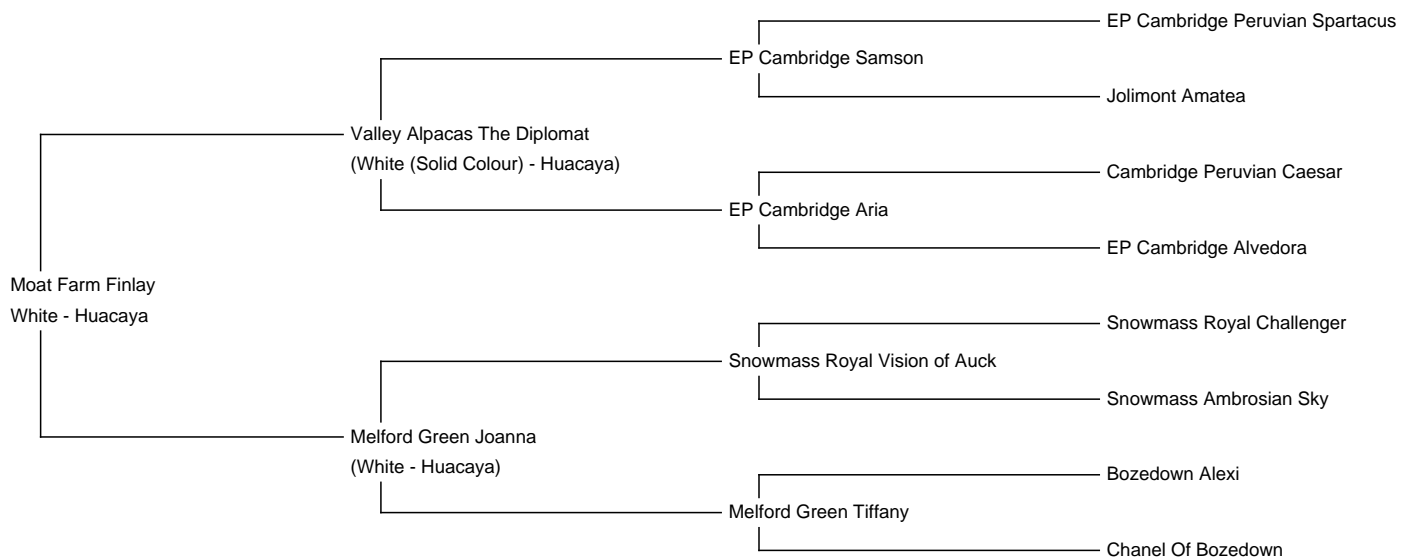 EP Cambridge Peruvian Spartacus
EP Cambridge Samson
Jolimont Amatea
Valley Alpacas The Diplomat
(White (Solid Colour) - Huacaya)
Cambridge Peruvian Caesar
EP Cambridge Aria
EP Cambridge Alvedora
Moat Farm Finlay
White - Huacaya
Snowmass Royal Challenger
Snowmass Royal Vision of Auck
Snowmass Ambrosian Sky
Melford Green Joanna
(White - Huacaya)
Bozedown Alexi
Melford Green Tiffany
Chanel Of Bozedown